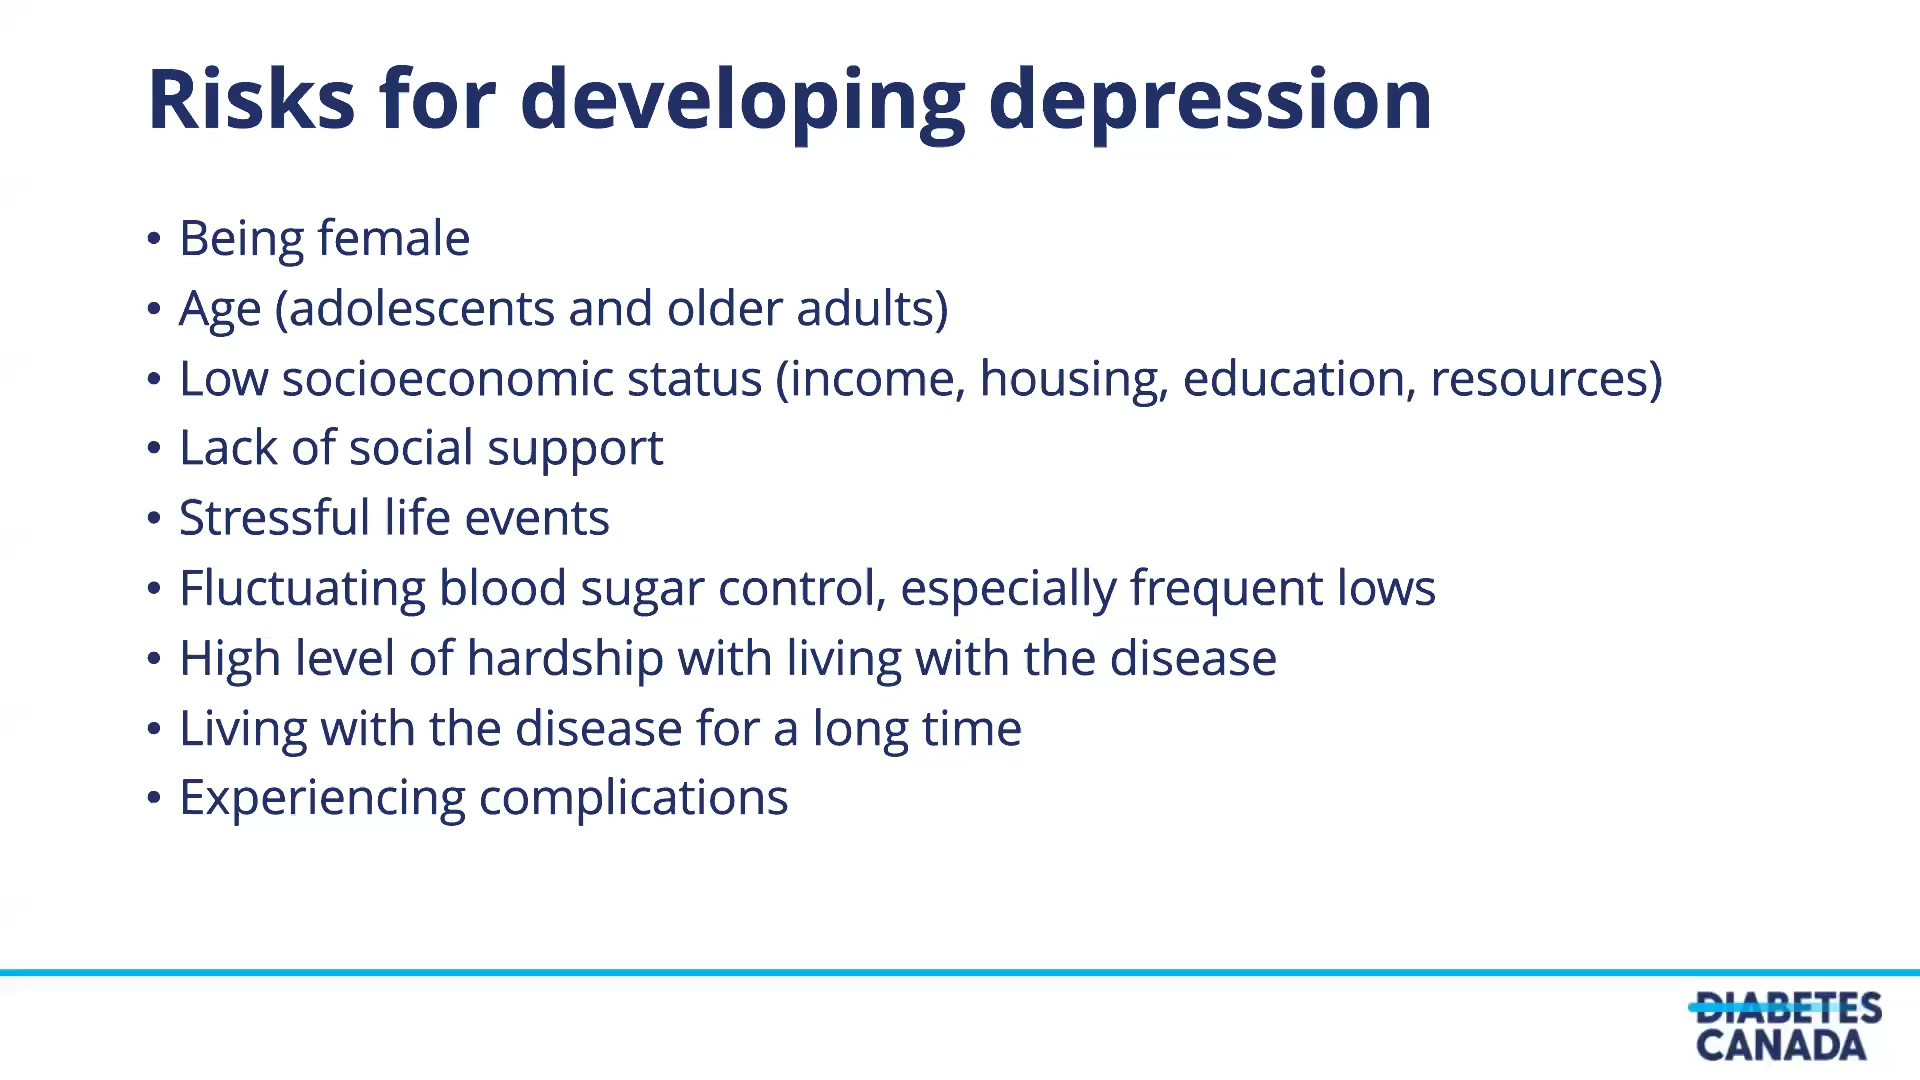 Risks for developing depression
• Being female
• Age (adolescents and older adults)
• Low socioeconomic status (income, housing, education, resources)
• Lack of social support
• Stressful life events
• Fluctuating blood sugar control, especially frequent lows
• High level of hardship with living with the disease
• Living with the disease for a long time
• Experiencing complications
DIABETES
CANADA